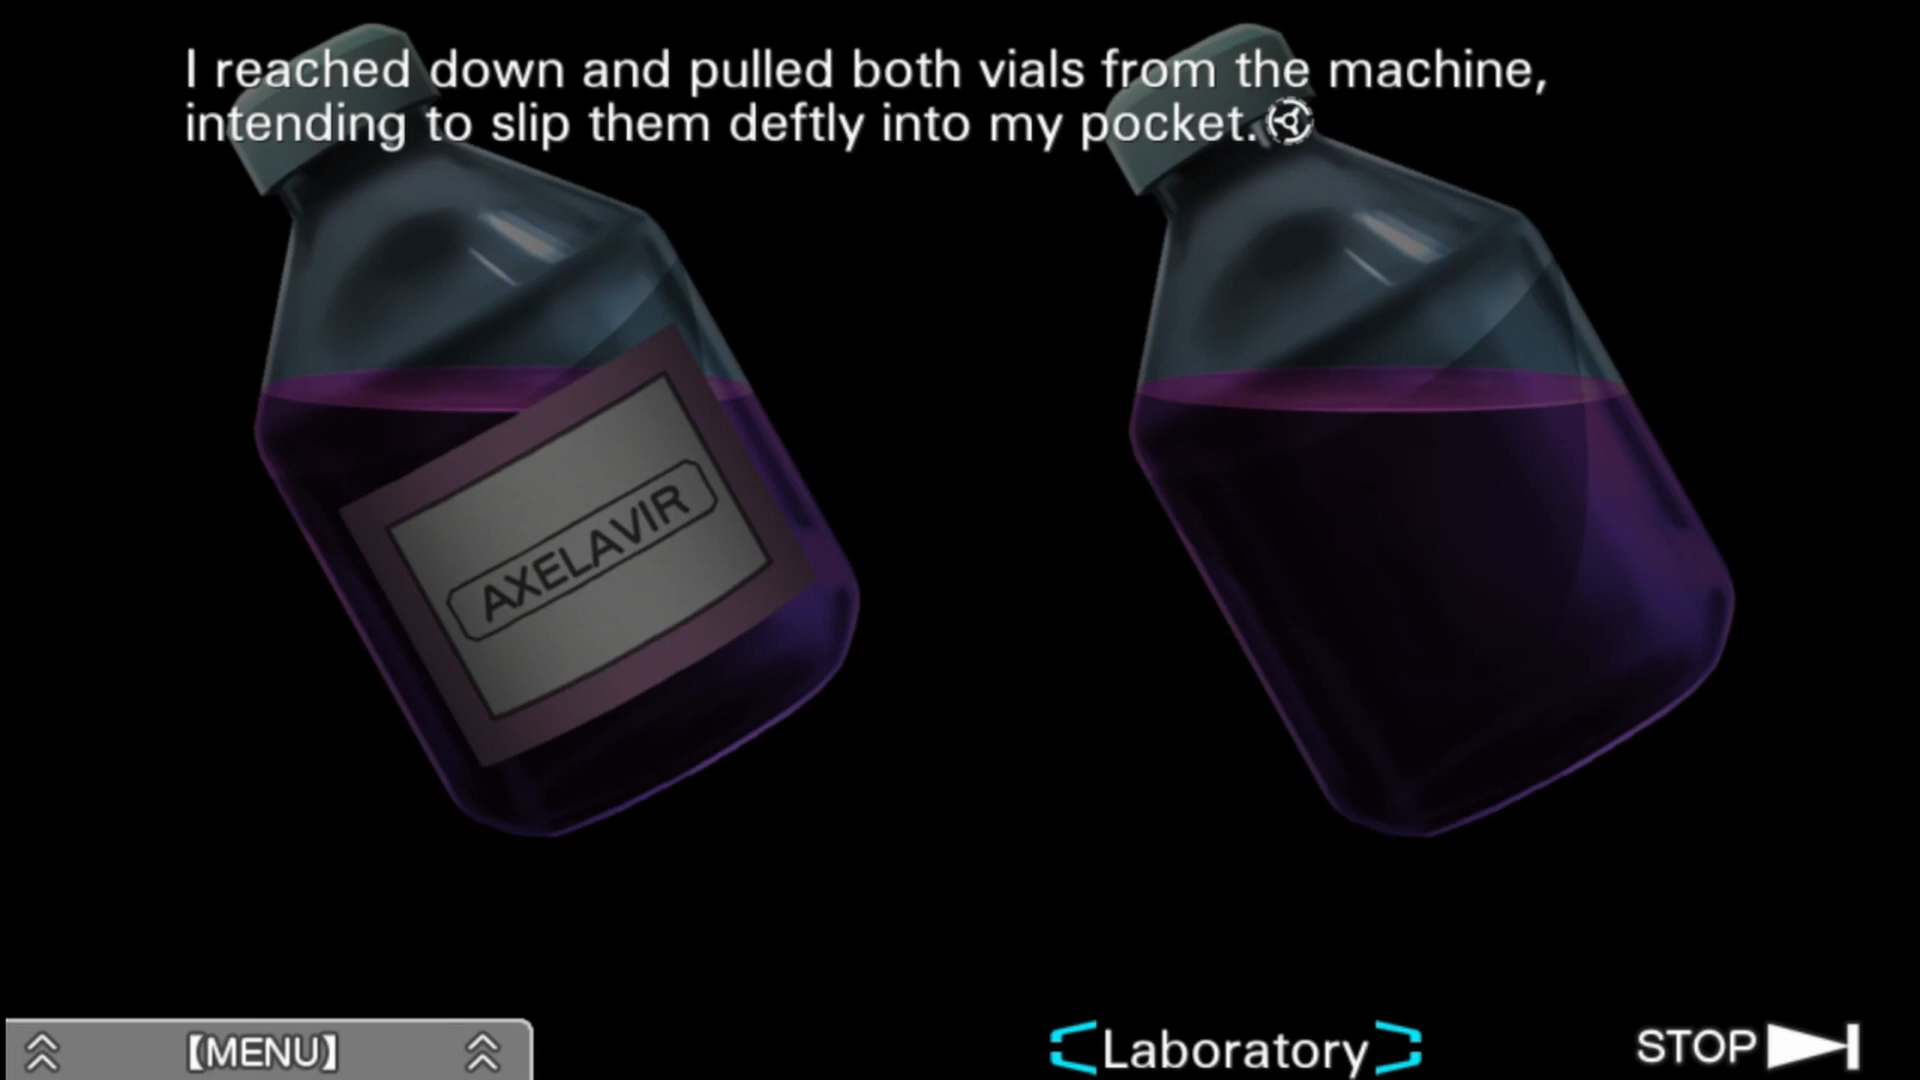 I reached down and pulled both vials from the machine,
intending to slip them deftly into my pocket.
AXELAVIR
【MENU】
Laboratory
STOP